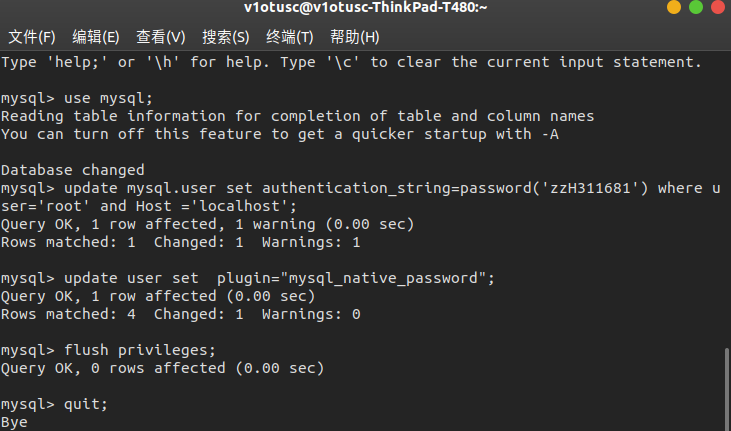 v1otusc@v1otusc-ThinkPad-T480:~
文件(F) 编辑(E) 查看(V) 搜索(S) 终端(T) 帮助(H)
Type 'help;' or '\h' for help. Type '\c' to clear the current input statement.
mysql> use mysql;
Reading table information for completion of table and column names
You can turn off this feature to get a quicker startup with -A
Database changed
mysql> update mysql.user set authentication_string=password('zzH311681') where u
ser='root' and Host ='localhost';
Query OK, 1 row affected, 1 warning (0.00 sec)
Rows matched: 1  Changed: 1  Warnings: 1
mysql> update user set  plugin="mysql_native_password";
Query OK, 1 row affected (0.00 sec)
Rows matched: 4  Changed: 1  Warnings: 0
mysql> flush privileges;
Query OK, 0 rows affected (0.00 sec)
mysql> quit;
Bye